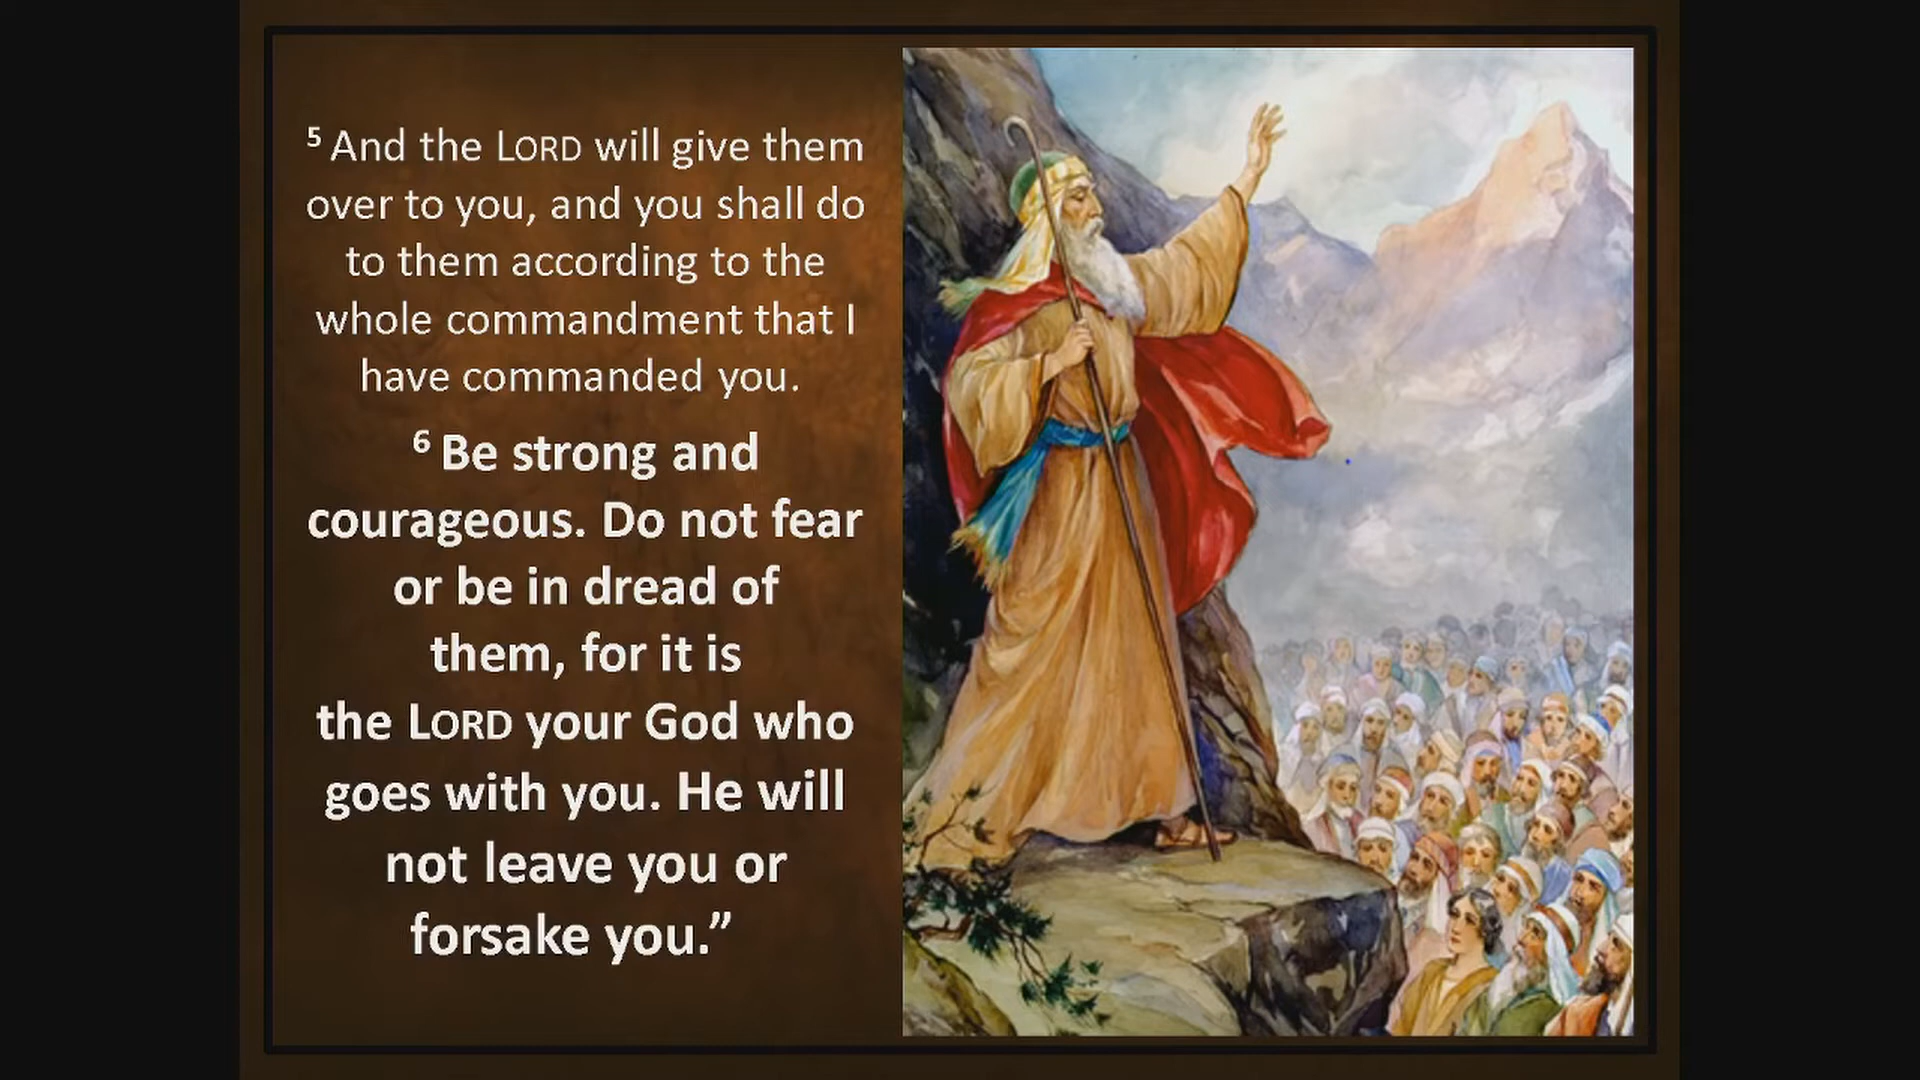 5 And the LORD will give them
over to you, and you shall do
to them according to the
whole commandment that I
have commanded you.
6 Be strong and
courageous. Do not fear
or be in dread of
them, for it is
the LORD your God who
goes with you. He will
not leave you or
forsake you.”